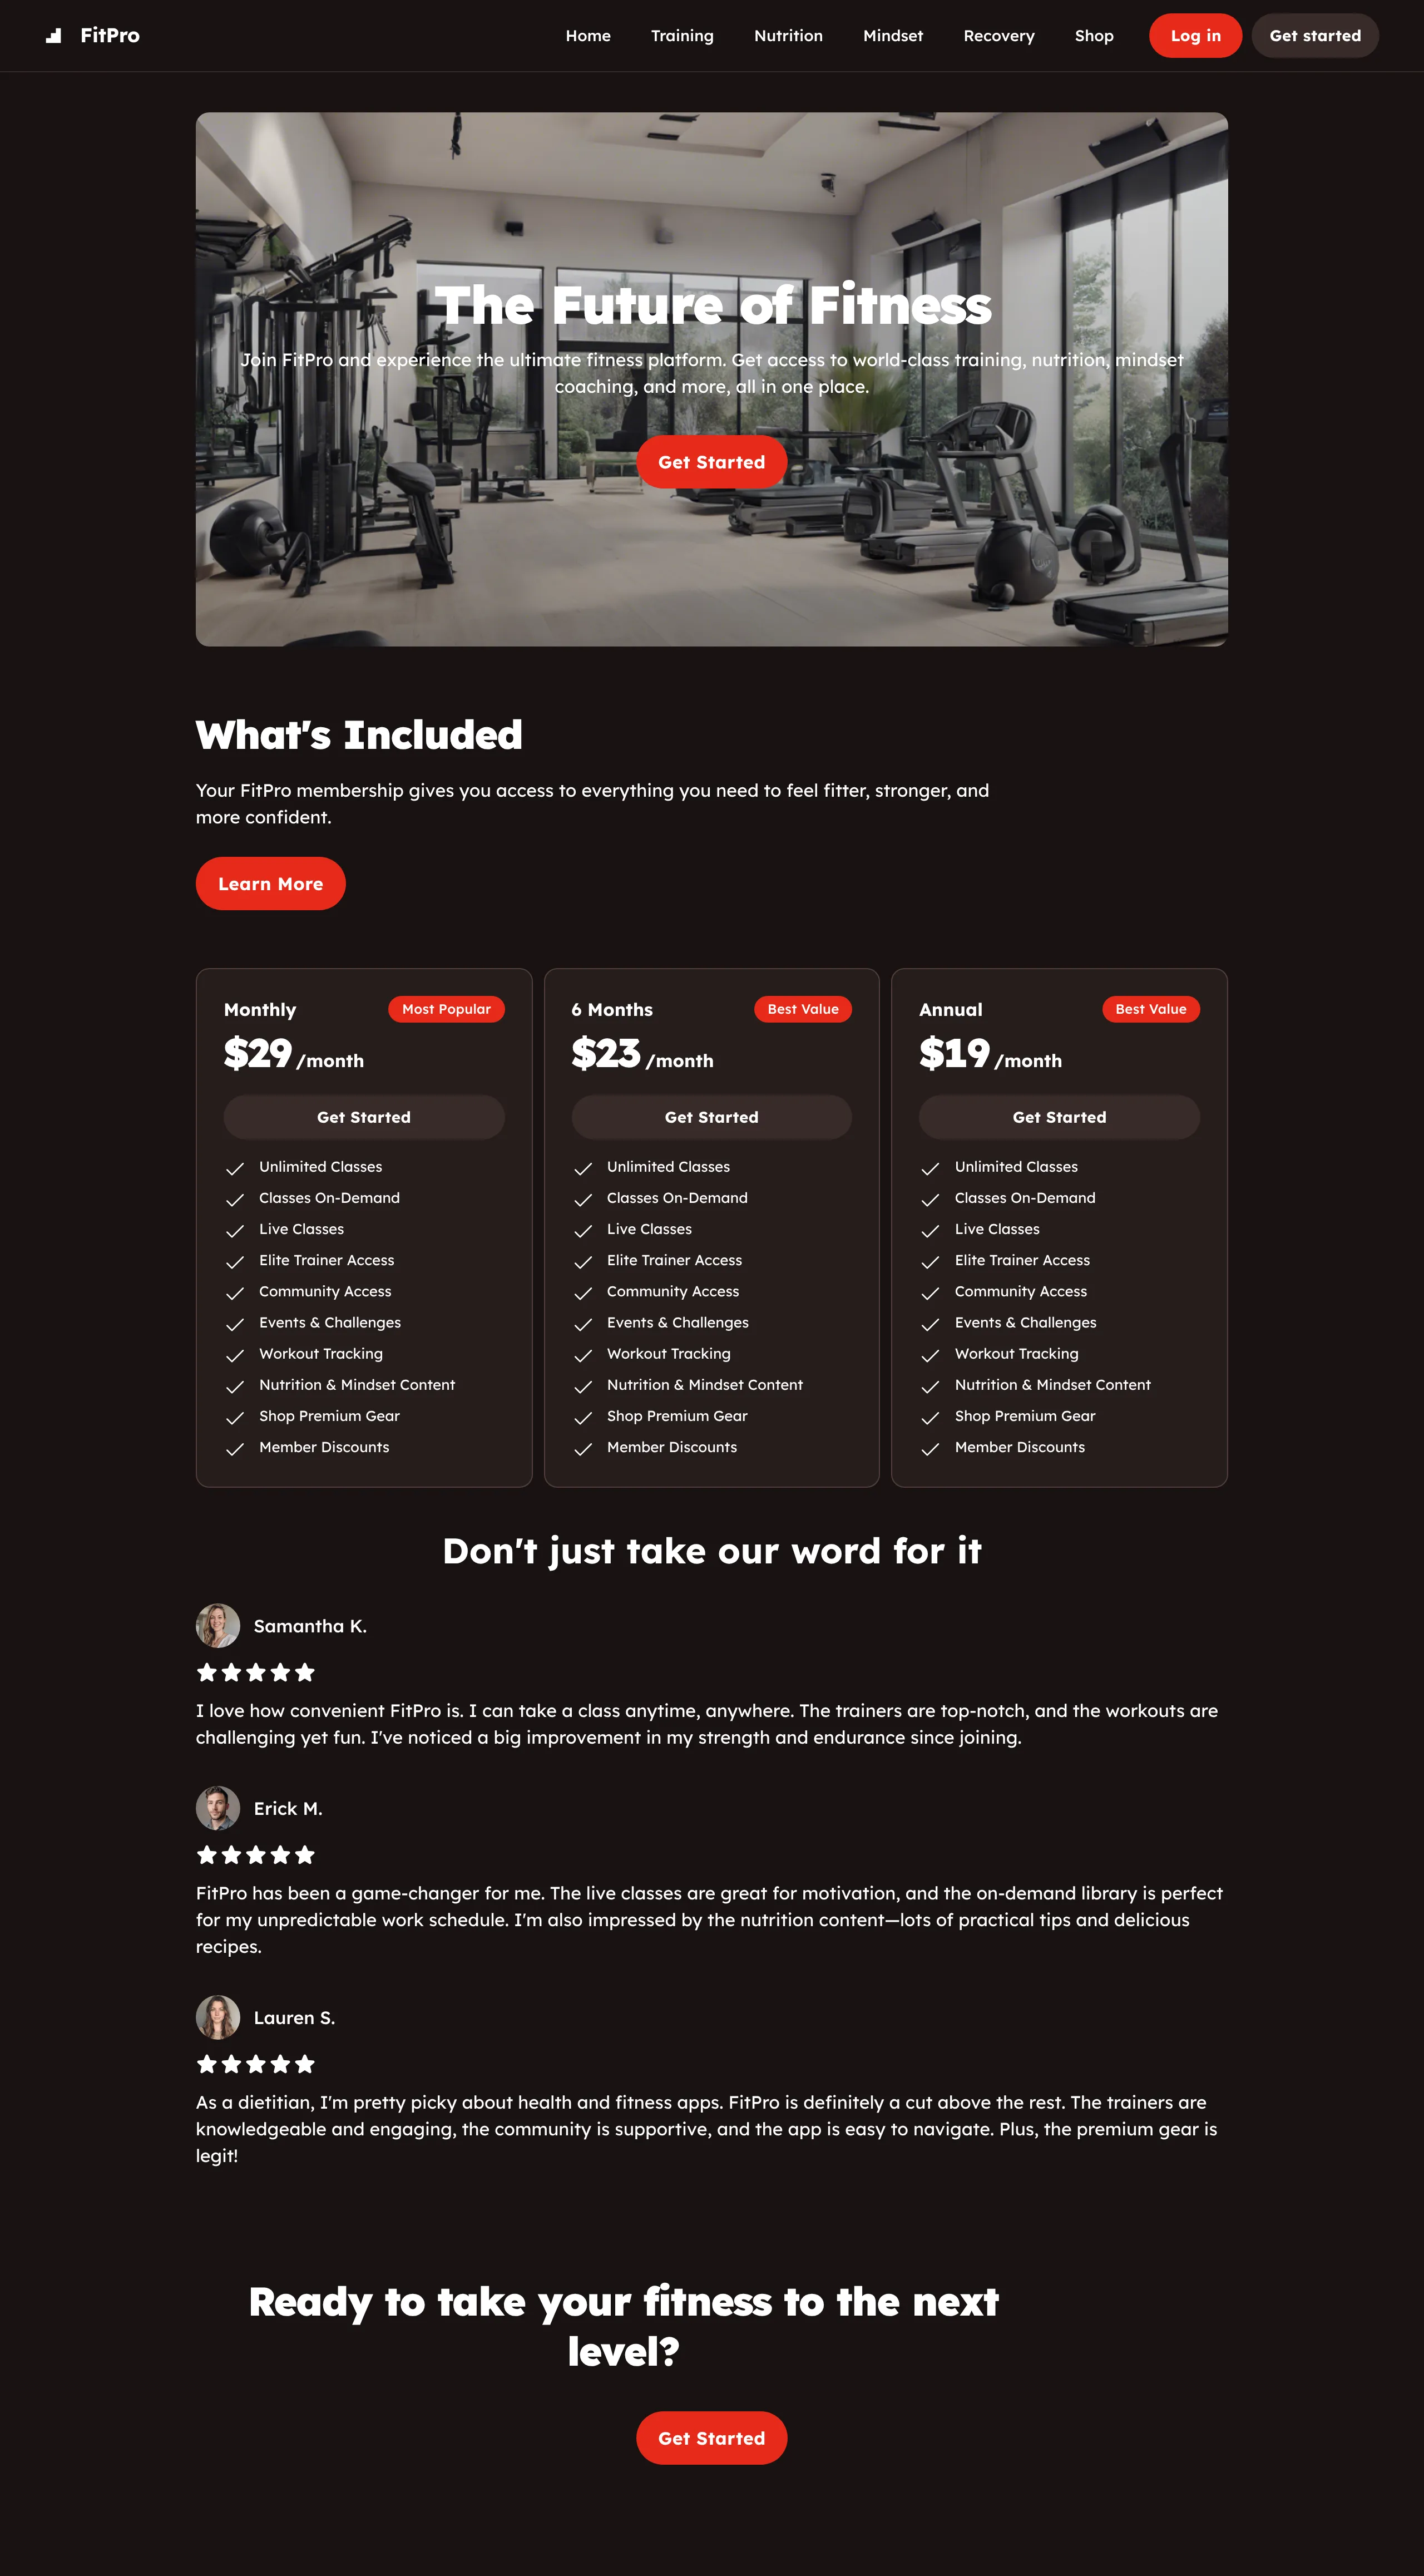 FitPro
Home
Training
Nutrition
Mindset
Recovery
Shop
Log in
Get started
The Future of Fitness
Join FitPro and experience the ultimate fitness platform. Get access to world-class training, nutrition, mindset
coaching, and more, all in one place.
Get Started
What's Included
Your FitPro membership gives you access to everything you need to feel fitter, stronger, and
more confident.
Learn More
Monthly
Most Popular
$29 /month
Get Started
Unlimited Classes
Classes On-Demand
Live Classes
Elite Trainer Access
Community Access
Events & Challenges
Workout Tracking
Nutrition & Mindset Content
Shop Premium Gear
Member Discounts
6 Months
Best Value
$23 /month
Get Started
Unlimited Classes
Classes On-Demand
Live Classes
Elite Trainer Access
Community Access
Events & Challenges
Workout Tracking
Nutrition & Mindset Content
Shop Premium Gear
Member Discounts
Annual
Best Value
$19 /month
Get Started
Unlimited Classes
Classes On-Demand
Live Classes
Elite Trainer Access
Community Access
Events & Challenges
Workout Tracking
Nutrition & Mindset Content
Shop Premium Gear
Member Discounts
Don't just take our word for it
Samantha K.
I love how convenient FitPro is. I can take a class anytime, anywhere. The trainers are top-notch, and the workouts are
challenging yet fun. I've noticed a big improvement in my strength and endurance since joining.
Erick M.
FitPro has been a game-changer for me. The live classes are great for motivation, and the on-demand library is perfect
for my unpredictable work schedule. I'm also impressed by the nutrition content—lots of practical tips and delicious
recipes.
Lauren S.
As a dietitian, I'm pretty picky about health and fitness apps. FitPro is definitely a cut above the rest. The trainers are
knowledgeable and engaging, the community is supportive, and the app is easy to navigate. Plus, the premium gear is
legit!
Ready to take your fitness to the next
level?
Get Started